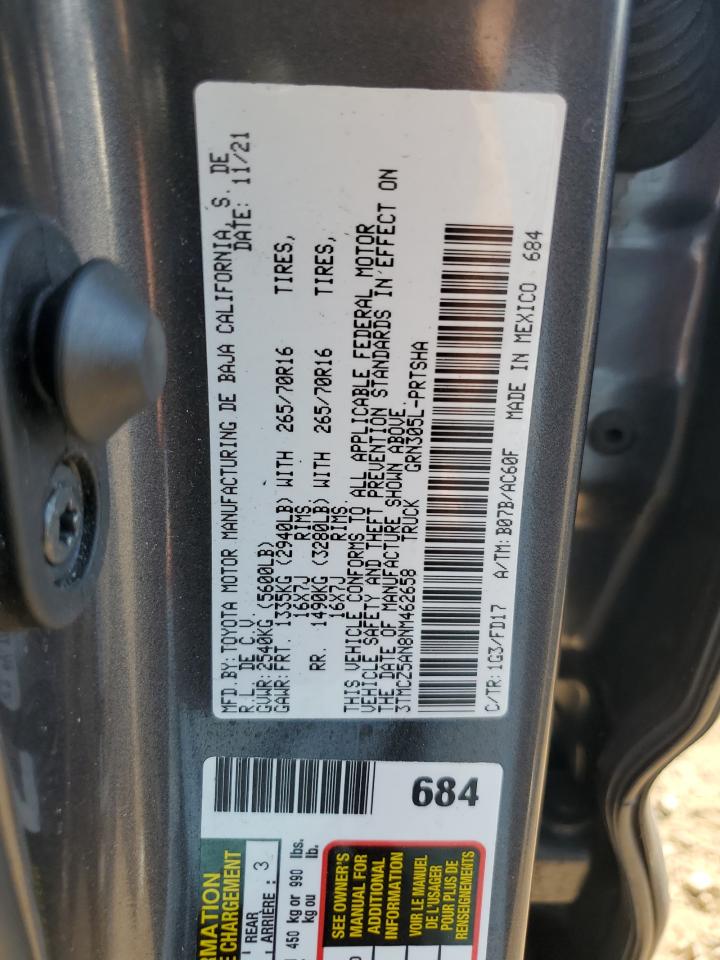 MFD.BY: TOYOTA MOTOR MANUFACTURING DE BAJA CALIFORNIA, S. DE
R.L. DE C.V. DATE: 11/21
GVWR: 2540KG (5600LB)
GAWR: FRT. 1335KG (2940LB) WITH 265/70R16 TIRES,
16X7J RIMS
RR. 1490KG (3280LB) WITH 265/70R16 TIRES,
16X7J RIMS
THIS VEHICLE CONFORMS TO ALL APPLICABLE FEDERAL MOTOR
VEHICLE SAFETY AND THEFT PREVENTION STANDARDS IN EFFECT ON
THE DATE OF MANUFACTURE SHOWN ABOVE.
3TMCZ5AN8NM462658 TRUCK GRN305L-PRTSHA
C/TR: 1G3/FD17 A/TM: B07B/AC60F MADE IN MEXICO 684
684
RMATION
E CHARGEMENT
REAR
ARRIÈRE : 3
450 kg or 990 lbs.
kg ou lb.
SEE OWNER'S
MANUAL FOR
ADDITIONAL
INFORMATION
VOIR LE MANUEL
DE L'USAGER
POUR PLUS DE
RENSEIGNEMENTS